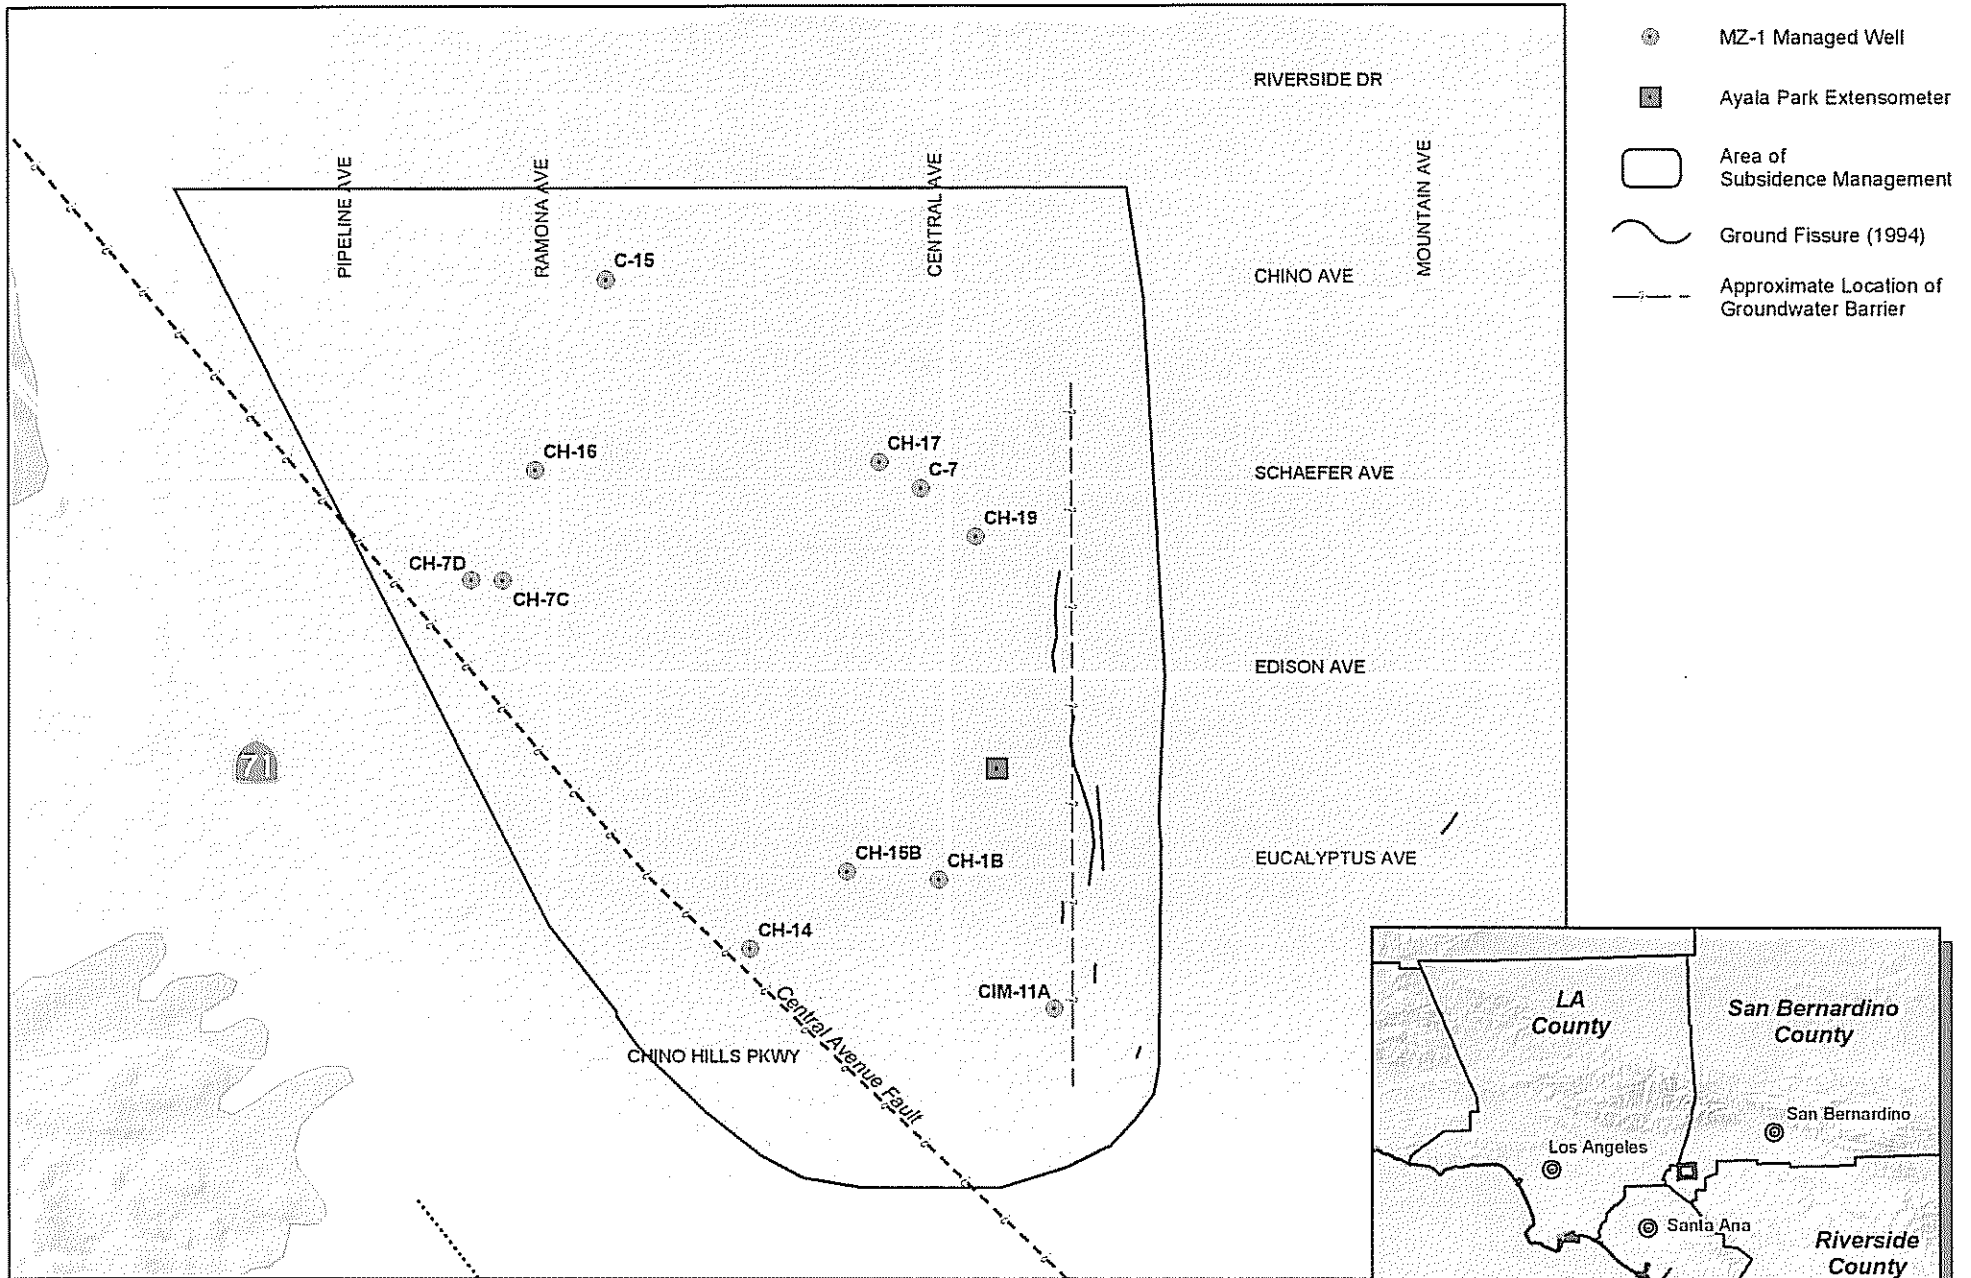 MZ-1 Managed Well
Ayala Park Extensometer
Area of
Subsidence Management
Ground Fissure (1994)
Approximate Location of
Groundwater Barrier
RIVERSIDE DR
PIPELINE AVE
RAMONA AVE
CENTRAL AVE
MOUNTAIN AVE
C-15
CHINO AVE
CH-16
CH-17
C-7
SCHAEFER AVE
CH-19
CH-7D
CH-7C
EDISON AVE
71
CH-15B
CH-1B
EUCALYPTUS AVE
CH-14
CIM-11A
Central Avenue Fault
CHINO HILLS PKWY
LA
County
San Bernardino
County
San Bernardino
Los Angeles
Santa Ana
Riverside
County